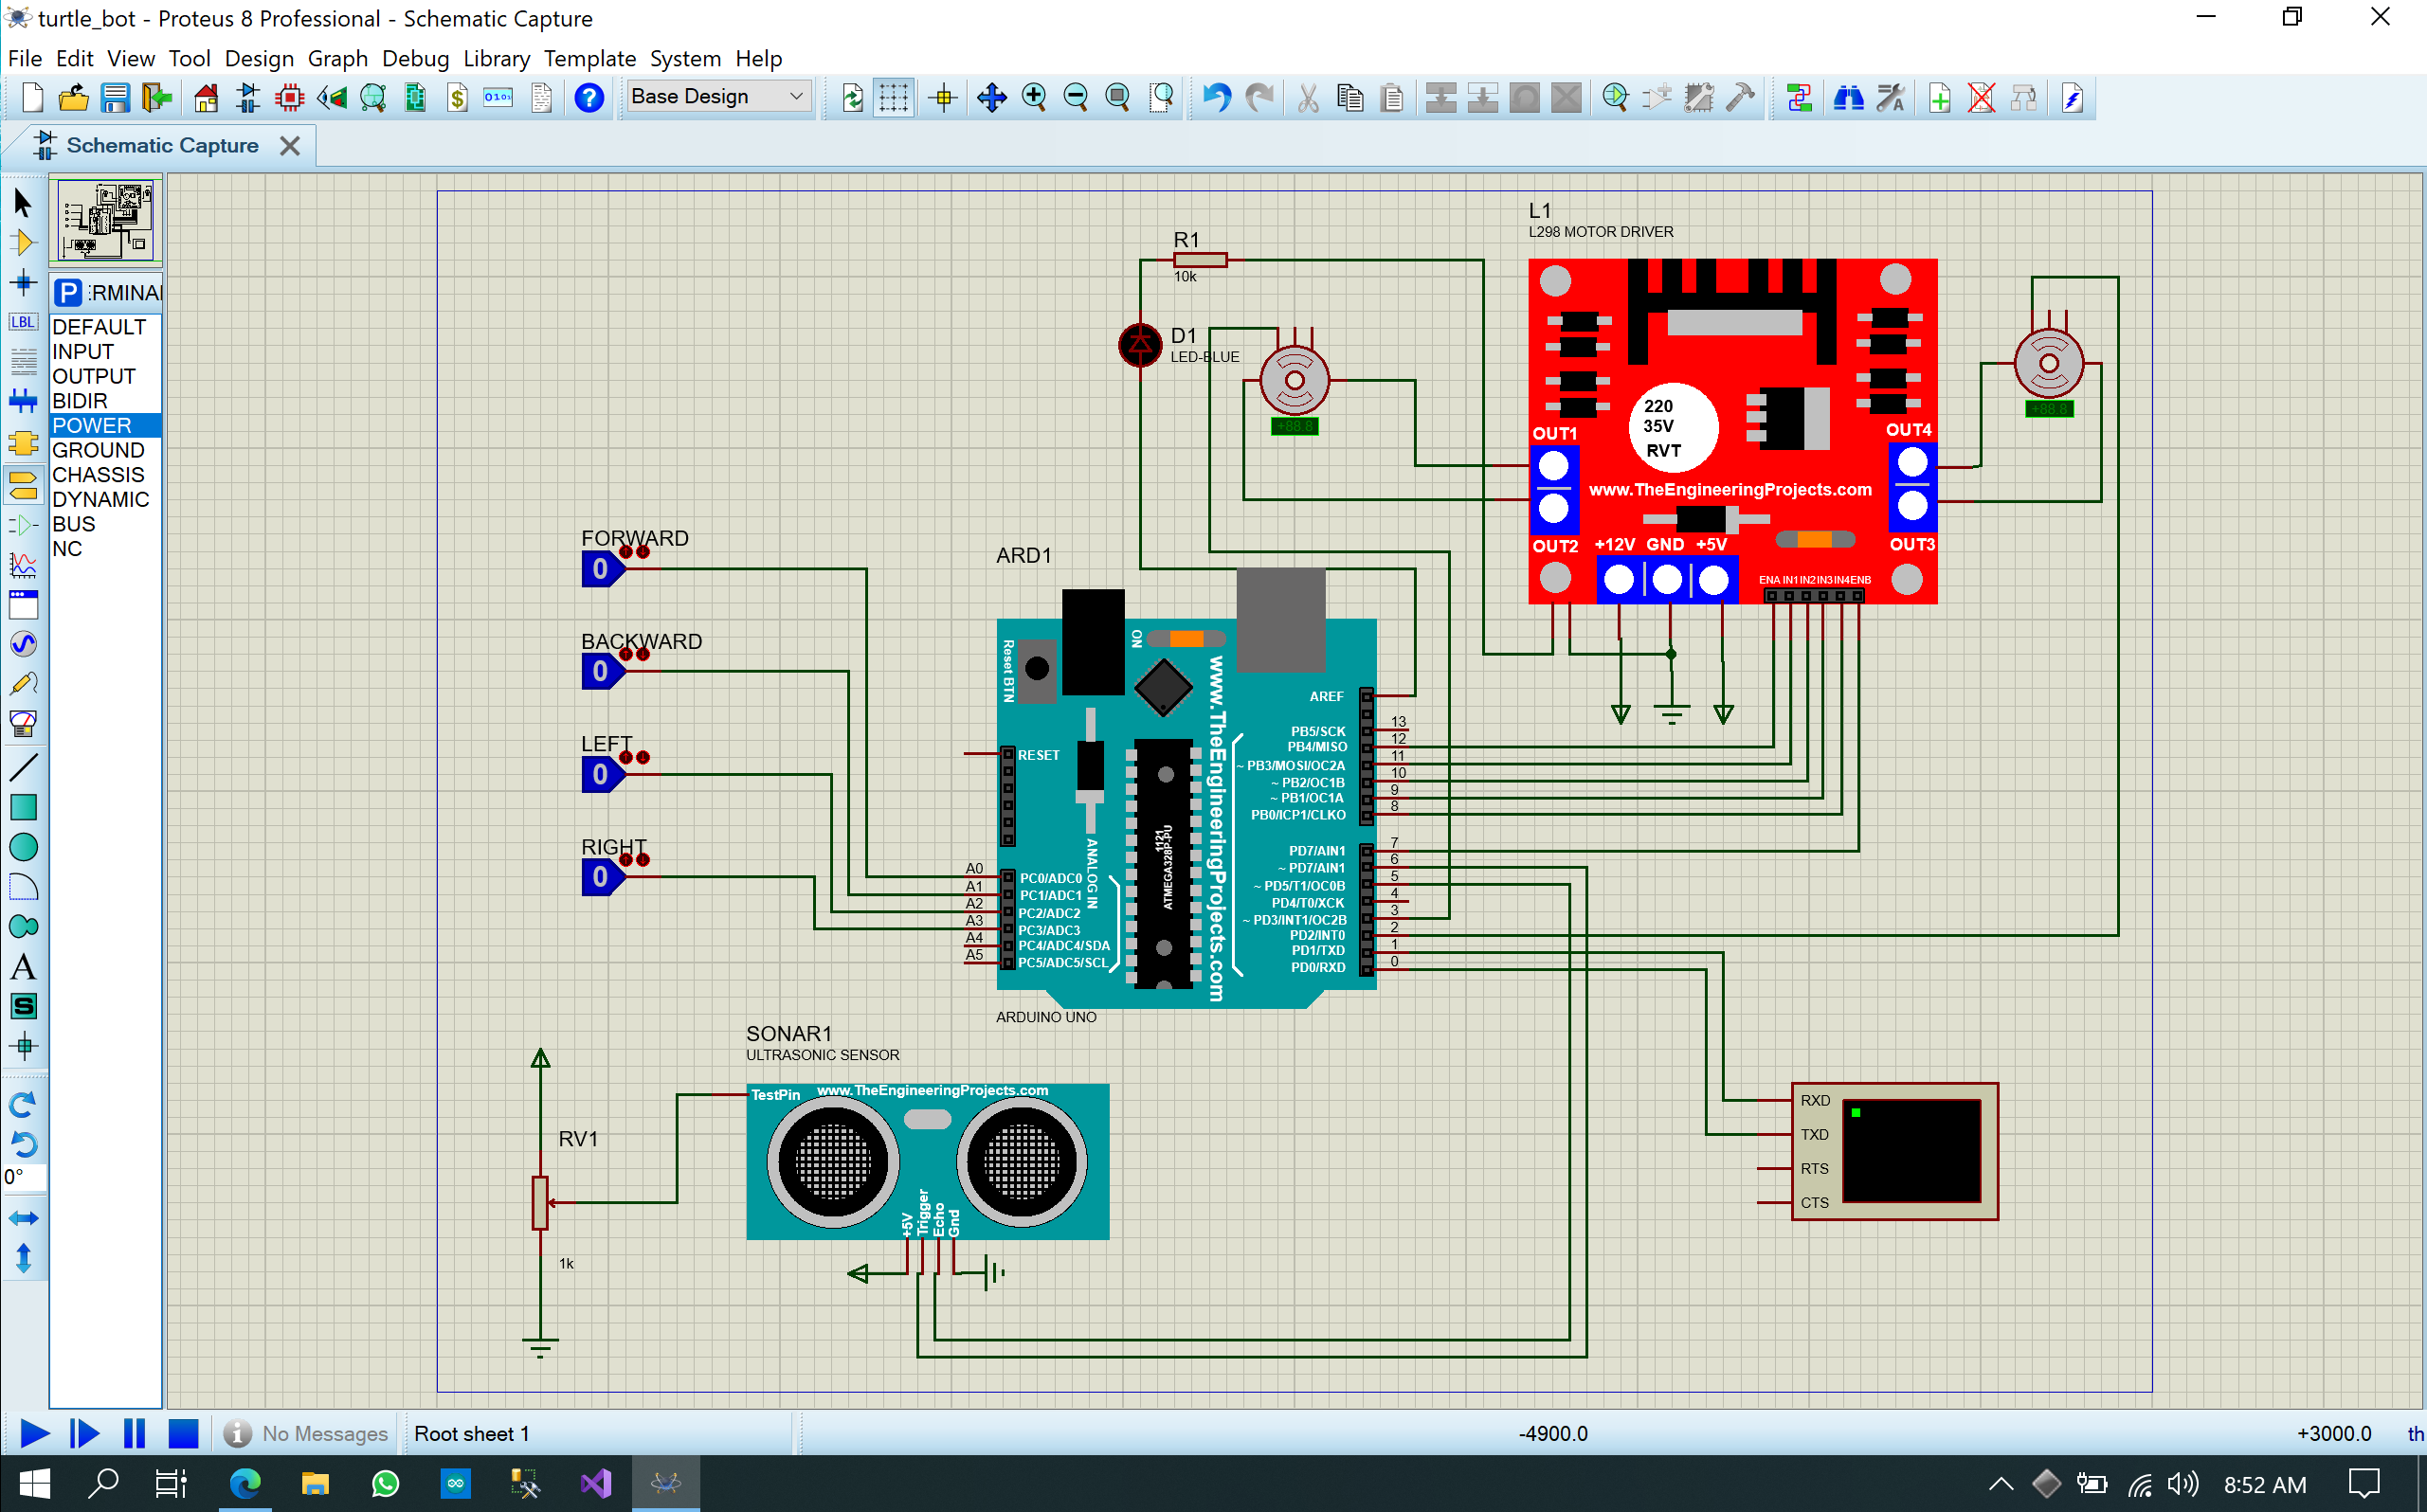 turtle_bot - Proteus 8 Professional - Schematic Capture
File Edit View Tool Design Graph Debug Library Template System Help
Base Design
Schematic Capture
LBL
P :RMINAL
DEFAULT
INPUT
OUTPUT
BIDIR
POWER
GROUND
CHASSIS
DYNAMIC
BUS
NC
A
S
0°
L1
L298 MOTOR DRIVER
R1
10k
D1
LED-BLUE
+88.8
+88.8
220
35V
RVT
OUT1
OUT4
www.TheEngineeringProjects.com
OUT2
+12V GND +5V
OUT3
ENA IN1 IN2 IN3 IN4 ENB
FORWARD
0
BACKWARD
0
LEFT
0
RIGHT
0
ARD1
Reset BTN
ON
www.TheEngineeringProjects.com
RESET
ANALOG IN
1121
ATMEGA328P-PU
AREF
13
PB5/SCK
12
PB4/MISO
11
~ PB3/MOSI/OC2A
10
~ PB2/OC1B
9
~ PB1/OC1A
8
PB0/ICP1/CLKO
7
PD7/AIN1
6
~ PD7/AIN1
5
~ PD5/T1/OC0B
4
PD4/T0/XCK
3
~ PD3/INT1/OC2B
2
PD2/INT0
1
PD1/TXD
0
PD0/RXD
A0
PC0/ADC0
A1
PC1/ADC1
A2
PC2/ADC2
A3
PC3/ADC3
A4
PC4/ADC4/SDA
A5
PC5/ADC5/SCL
ARDUINO UNO
SONAR1
ULTRASONIC SENSOR
TestPin www.TheEngineeringProjects.com
+5V
Trigger
Echo
Gnd
RV1
1k
RXD
TXD
RTS
CTS
No Messages
Root sheet 1
-4900.0
+3000.0
th
8:52 AM